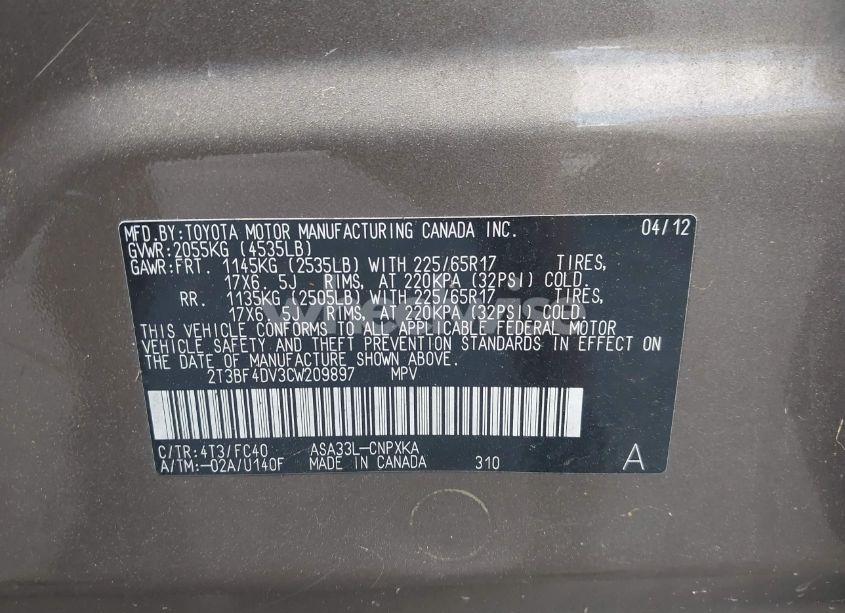 MFD.BY:TOYOTA MOTOR MANUFACTURING CANADA INC. 04/12
GVWR:2055KG (4535LB)
GAWR:FRT. 1145KG (2535LB) WITH 225/65R17 TIRES,
17X6.5J RIMS, AT 220KPA (32PSI) COLD.
RR. 1135KG (2505LB) WITH 225/65R17 TIRES,
17X6.5J RIMS, AT 220KPA (32PSI) COLD.
THIS VEHICLE CONFORMS TO ALL APPLICABLE FEDERAL MOTOR
VEHICLE SAFETY AND THEFT PREVENTION STANDARDS IN EFFECT
ON THE DATE OF MANUFACTURE SHOWN ABOVE.
2T3BF4DV3CW209897 MPV
C/TR:4T3/FC40 ASA33L-CNPXKA
A/TM:-02A/U140F MADE IN CANADA 310 A